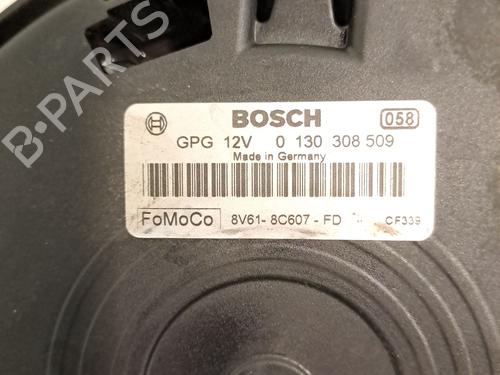 BOSCH 058
GPG 12V 0 130 308 509
Made in Germany
FoMoCo 8V61-8C607-FD CF339
B-PARTS